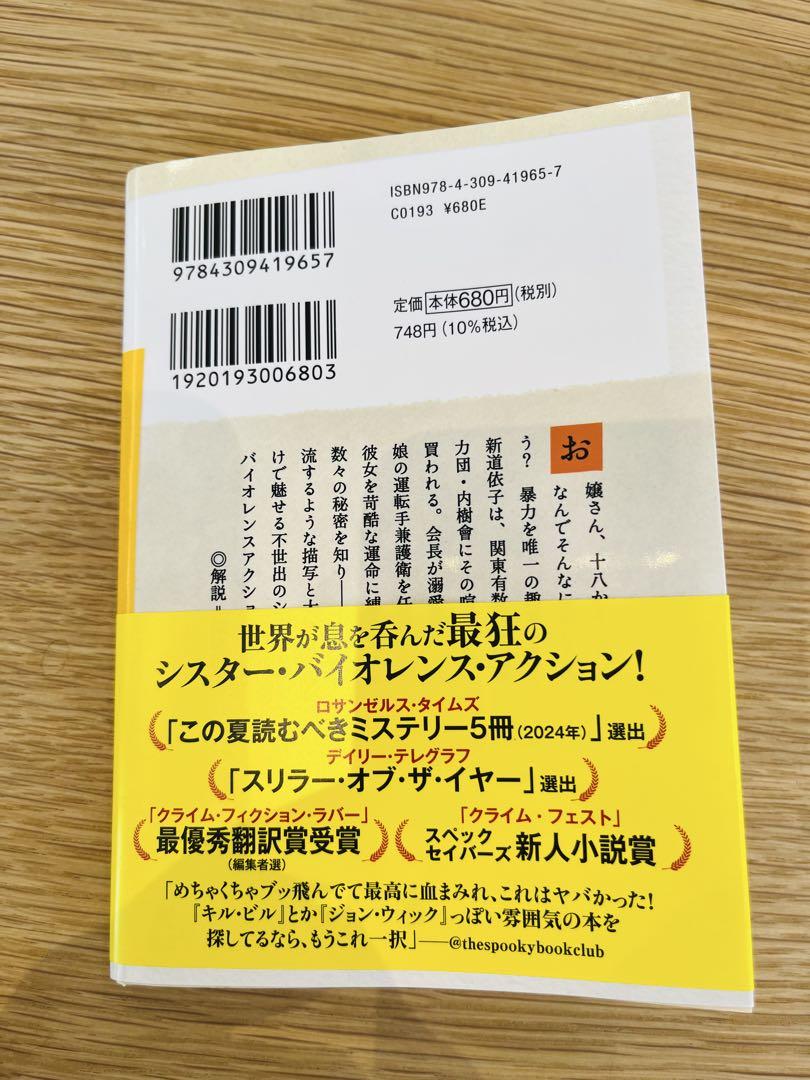 ISBN978-4-309-41965-7
C0193 ¥680E
9784309419657
定価 本体680円(税別)
748円(10%税込)
1920193006803
お嬢さん、十八か
なんでそんなに
う？　暴力を唯一の趣
新道依子は、関東有数
力団・内樹會にその喧
買われる。会長が溺愛
娘の運転手兼護衛を任
彼女を苛酷な運命に縛
数々の秘密を知り――
流するような描写と大
けで魅せる不世出のシ
バイオレンスアクショ
◎解説=
世界が息を呑んだ最狂の
シスター・バイオレンス・アクション!
ロサンゼルス・タイムズ
「この夏読むべきミステリー5冊(2024年)」選出
デイリー・テレグラフ
「スリラー・オブ・ザ・イヤー」選出
「クライム・フィクション・ラバー」
最優秀翻訳賞受賞
(編集者選)
「クライム・フェスト」
スペックセイバーズ 新人小説賞
「めちゃくちゃブッ飛んでて最高に血まみれ、これはヤバかった!
『キル・ビル』とか『ジョン・ウィック』っぽい雰囲気の本を
探してるなら、もうこれ一択」――@thespookybookclub